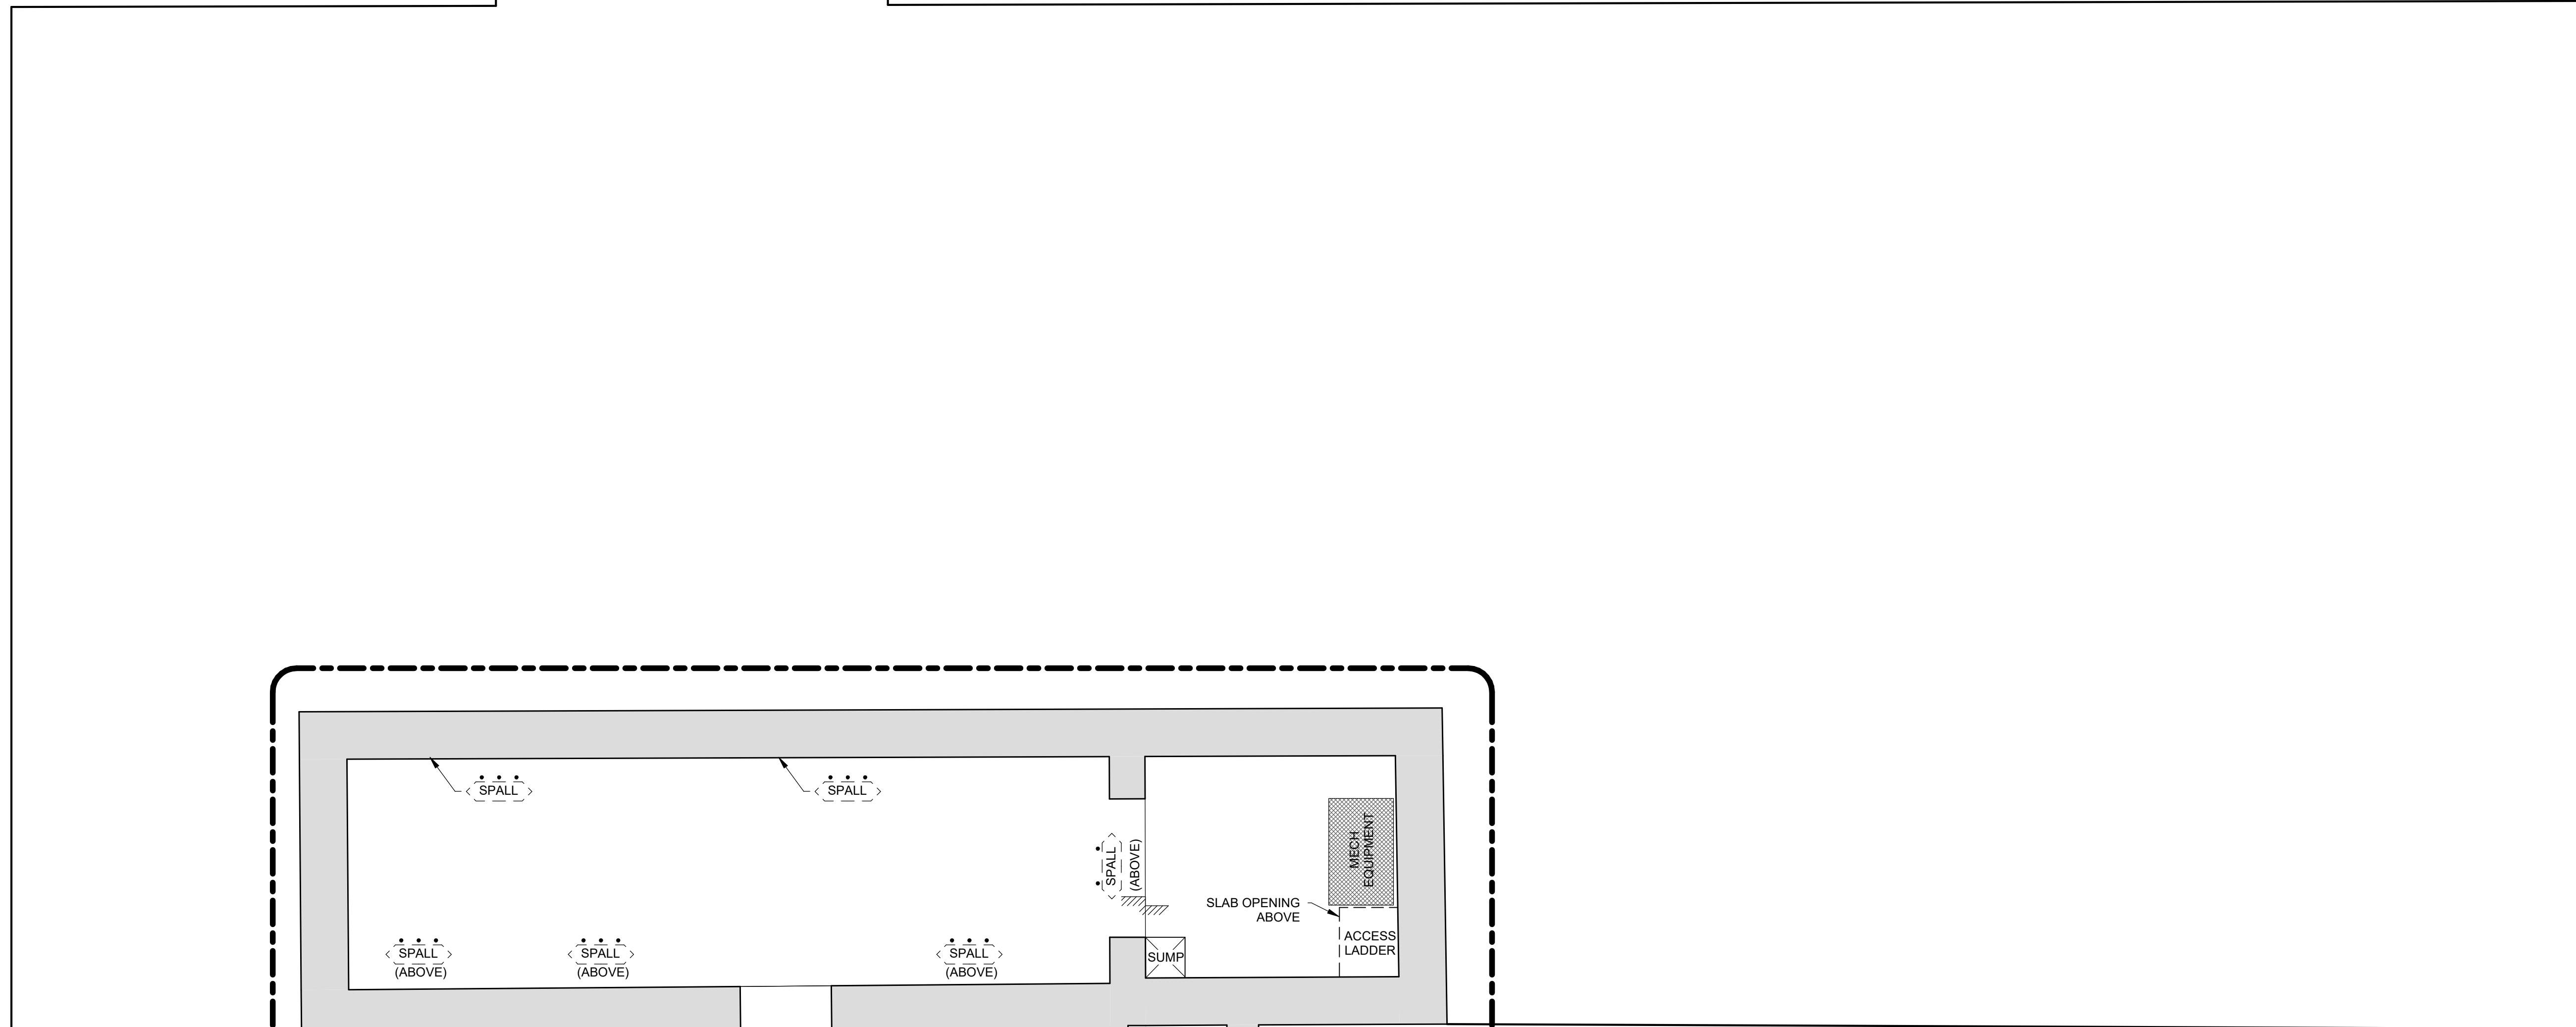 SPALL
SPALL
MECH
EQUIPMENT
SPALL
(ABOVE)
SLAB OPENING
ABOVE
ACCESS
LADDER
SPALL
(ABOVE)
SPALL
(ABOVE)
SPALL
(ABOVE)
SUMP